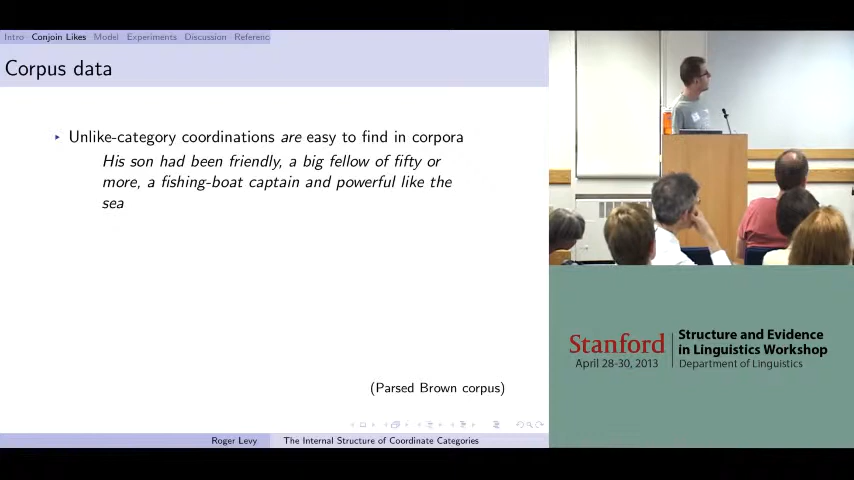 Intro Conjoin Likes Model Experiments Discussion Referenc
Corpus data
Unlike-category coordinations are easy to find in corpora
His son had been friendly, a big fellow of fifty or
more, a fishing-boat captain and powerful like the
sea
(Parsed Brown corpus)
Roger Levy The Internal Structure of Coordinate Categories
Stanford
April 28-30, 2013
Structure and Evidence
in Linguistics Workshop
Department of Linguistics